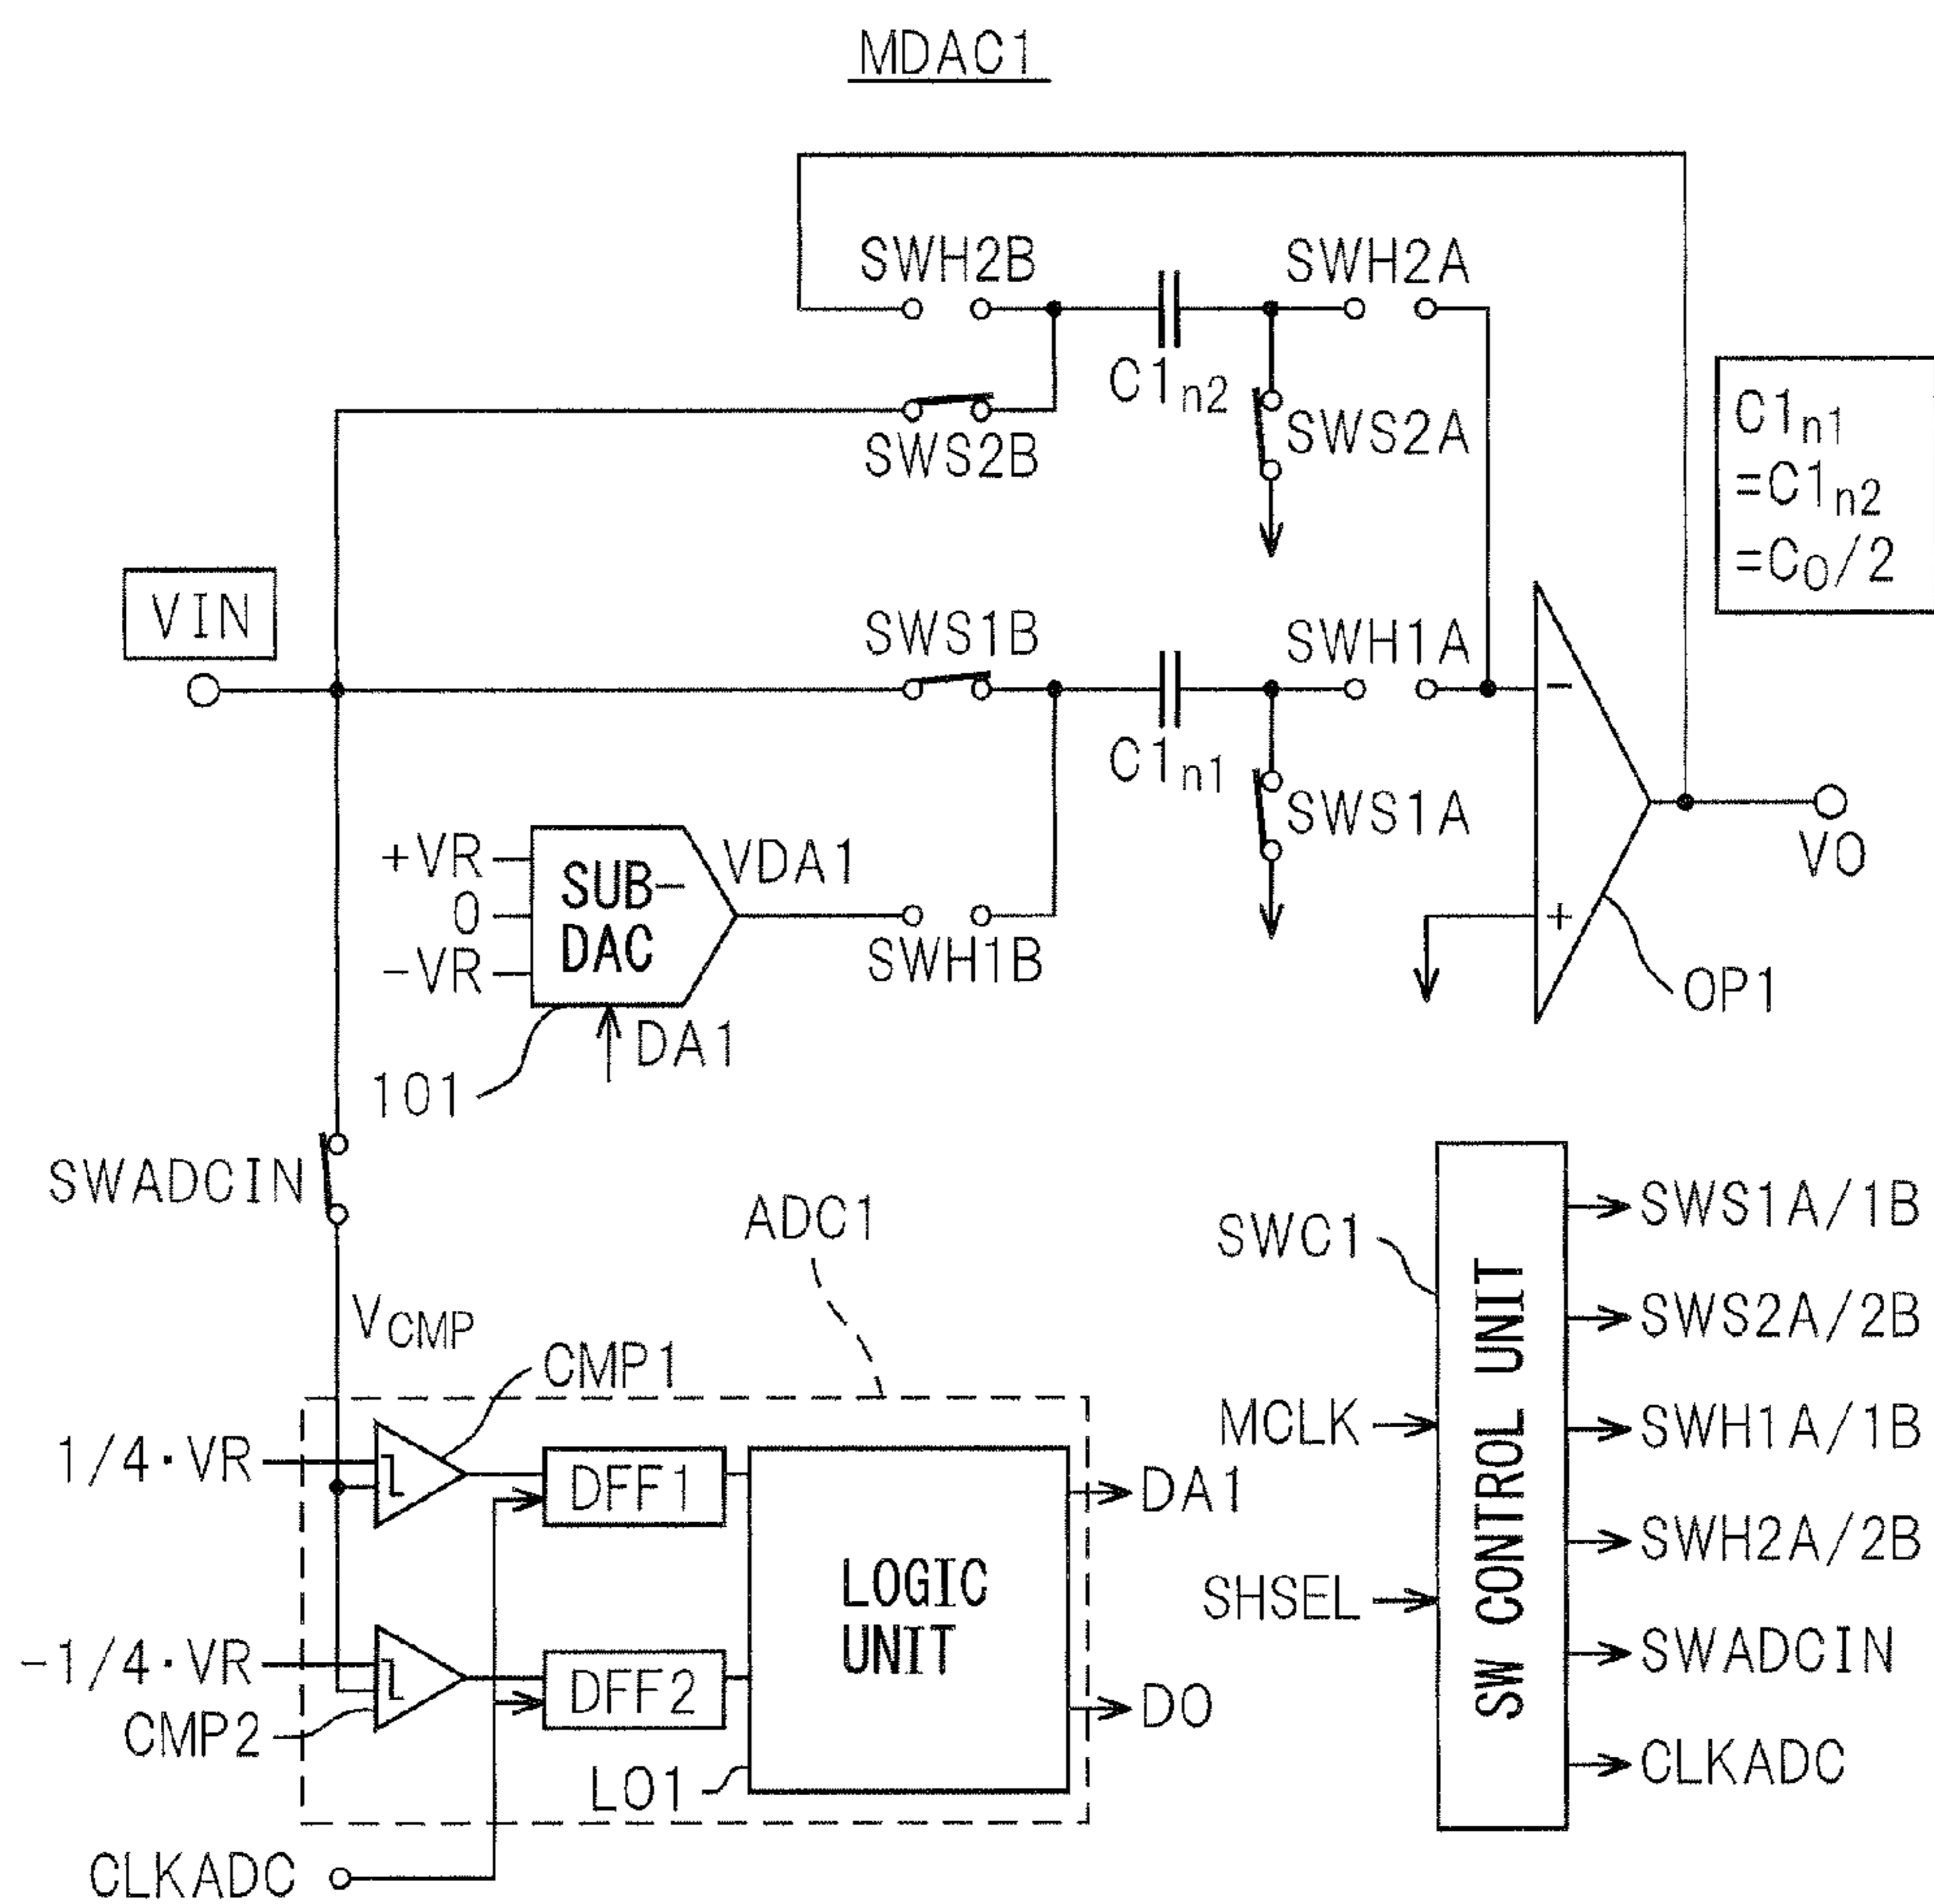 MDAC1
SWH2B
SWH2A
C1n2
SWS2A
SWS2B
C1n1
=C1n2
=CO/2
VIN
SWS1B
SWH1A
C1n1
SWS1A
−
+
VO
OP1
+VR
0
-VR
SUB-
DAC
VDA1
SWH1B
DA1
101
SWADCIN
ADC1
VCMP
CMP1
1/4·VR
DFF1
DA1
LOGIC
UNIT
-1/4·VR
DFF2
DO
CMP2
LO1
CLKADC
SWC1
MCLK
SHSEL
SW CONTROL UNIT
SWS1A/1B
SWS2A/2B
SWH1A/1B
SWH2A/2B
SWADCIN
CLKADC